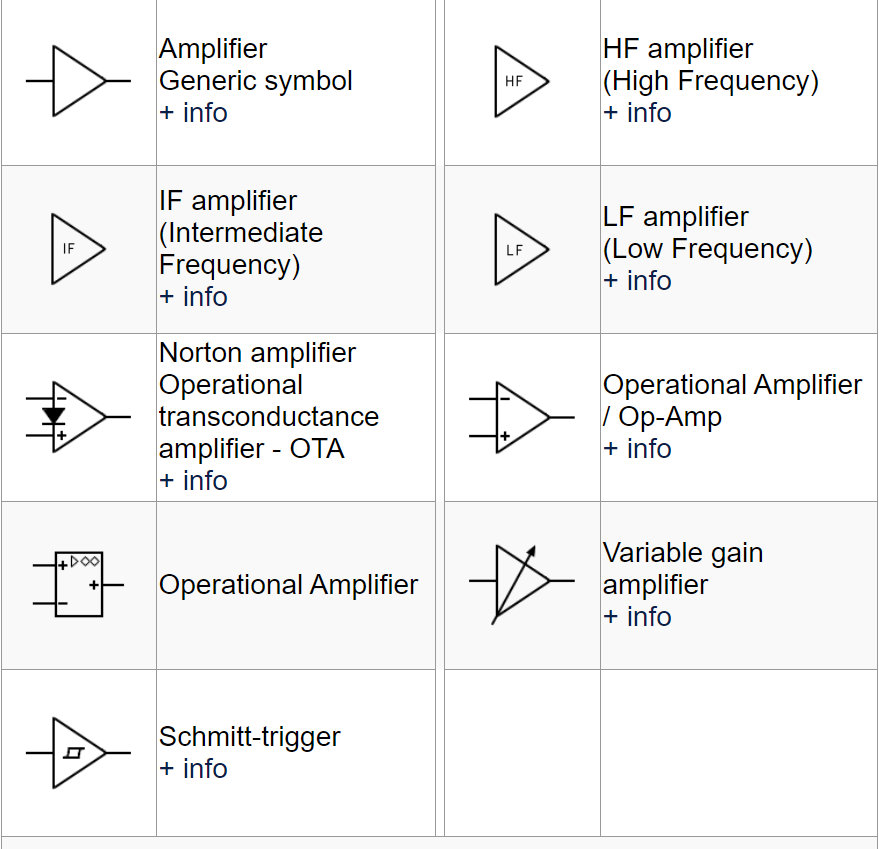 Amplifier
Generic symbol
+ info
HF
HF amplifier
(High Frequency)
+ info
IF
IF amplifier
(Intermediate
Frequency)
+ info
LF
LF amplifier
(Low Frequency)
+ info
Norton amplifier
Operational
transconductance
amplifier - OTA
+ info
Operational Amplifier
/ Op-Amp
+ info
Operational Amplifier
Variable gain
amplifier
+ info
Schmitt-trigger
+ info